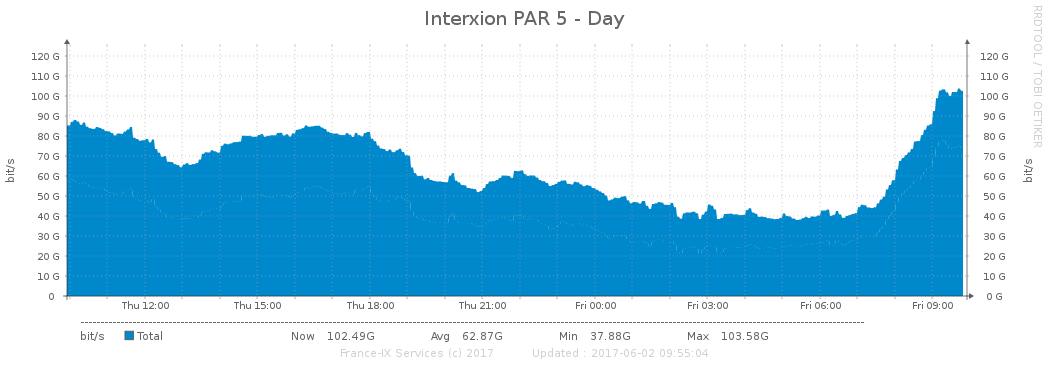 Interxion PAR 5 - Day
RRDTOOL / TOBI OETIKER
bit/s
120 G 120 G
110 G 110 G
100 G 100 G
90 G 90 G
80 G 80 G
70 G 70 G
60 G 60 G
50 G 50 G
40 G 40 G
30 G 30 G
20 G 20 G
10 G 10 G
0 0 G
bit/s
Thu 12:00 Thu 15:00 Thu 18:00 Thu 21:00 Fri 00:00 Fri 03:00 Fri 06:00 Fri 09:00
bit/s Total Now 102.49G Avg 62.87G Min 37.88G Max 103.58G
France-IX Services (c) 2017 Updated : 2017-06-02 09:55:04